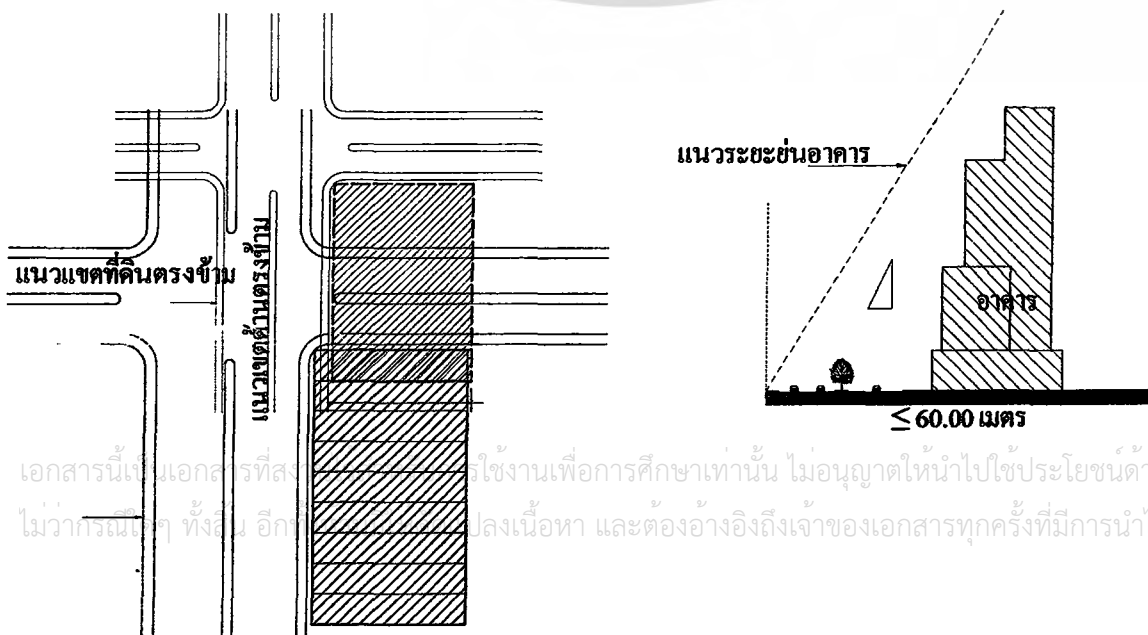 แนวระยะย่นอาคาร
แนวแขตที่ดินตรงข้าม
แนวเขตด้านตรงข้าม
อาคาร
≤ 60.00 เมตร
เอกสารนี้เป็นเอกสารที่สง รใช้งานเพื่อการศึกษาเท่านั้น ไม่อนุญาตให้นำไปใช้ประโยชน์ด้า
ไม่ว่ากรณีใดๆ ทั้งสิ้น อีกทั้ ปลงเนื้อหา และต้องอ้างอิงถึงเจ้าของเอกสารทุกครั้งที่มีการนำไ